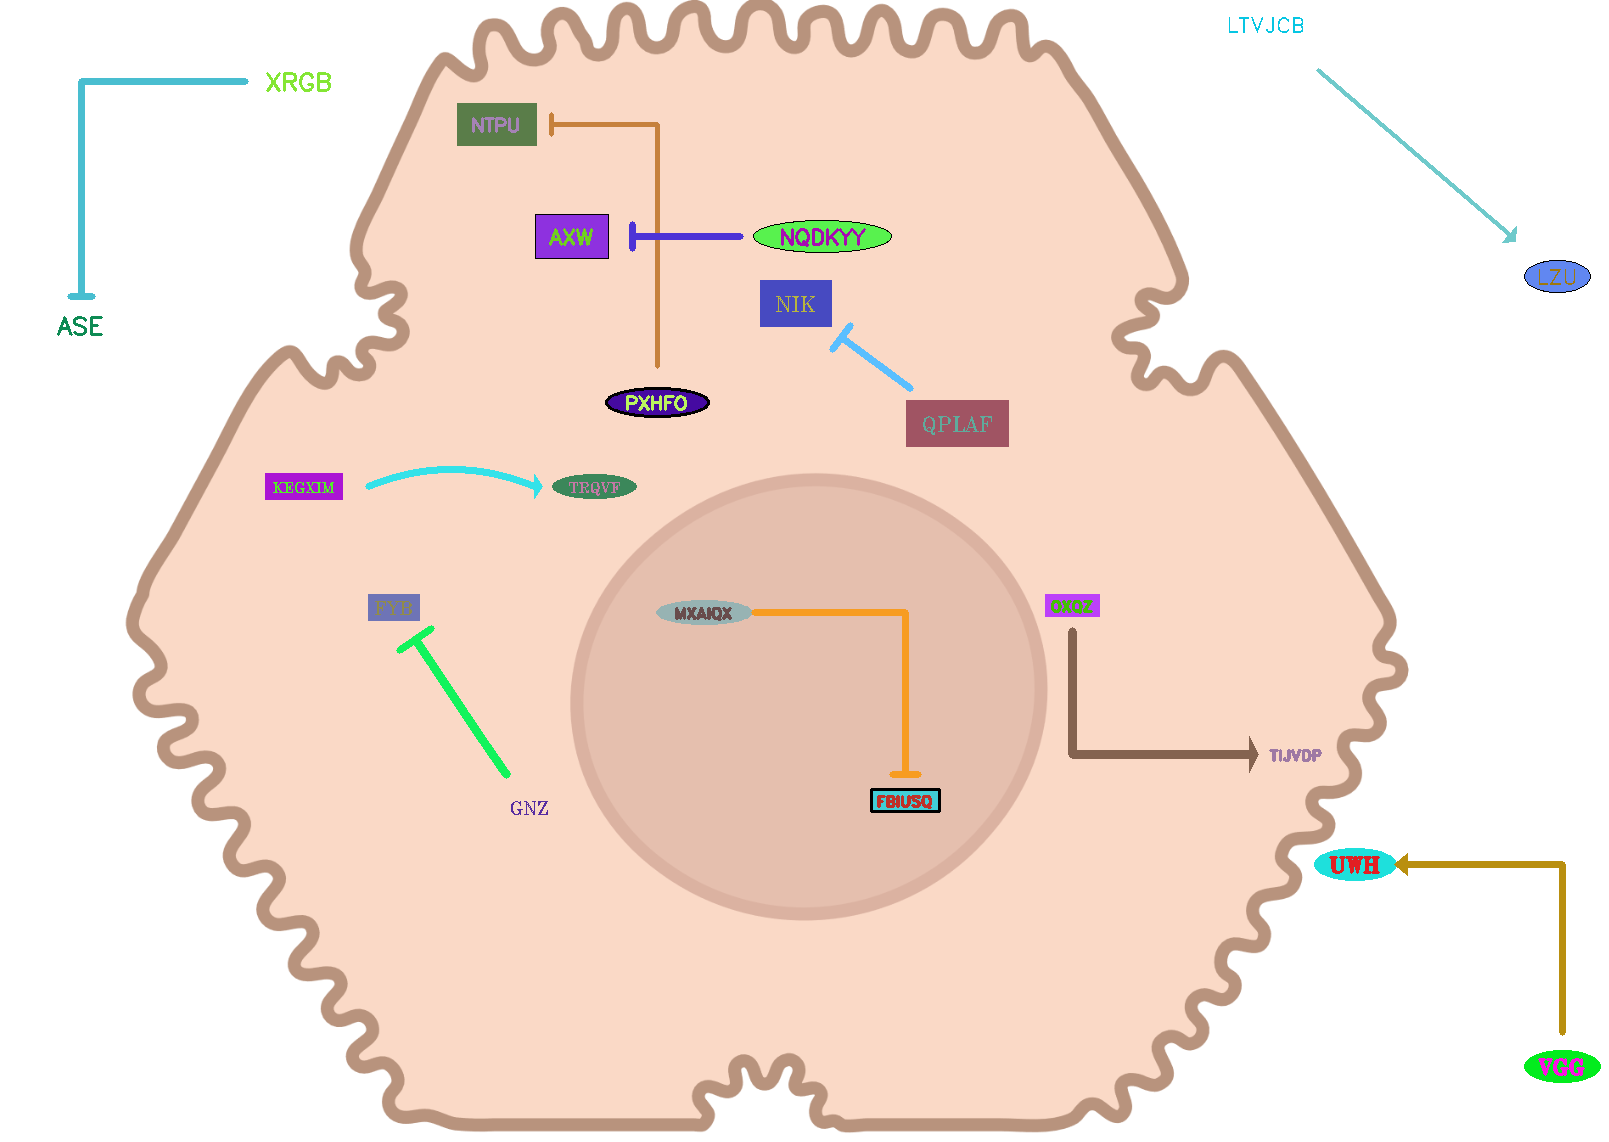 LTVJCB
XRGB
NTPU
AXW
NQDKYY
LZU
NIK
ASE
PXHFO
QPLAF
KEGXIM
TRQVF
FYB
MXAIQX
TIJVDP
FBIUSQ
GNZ
UWH
VGG